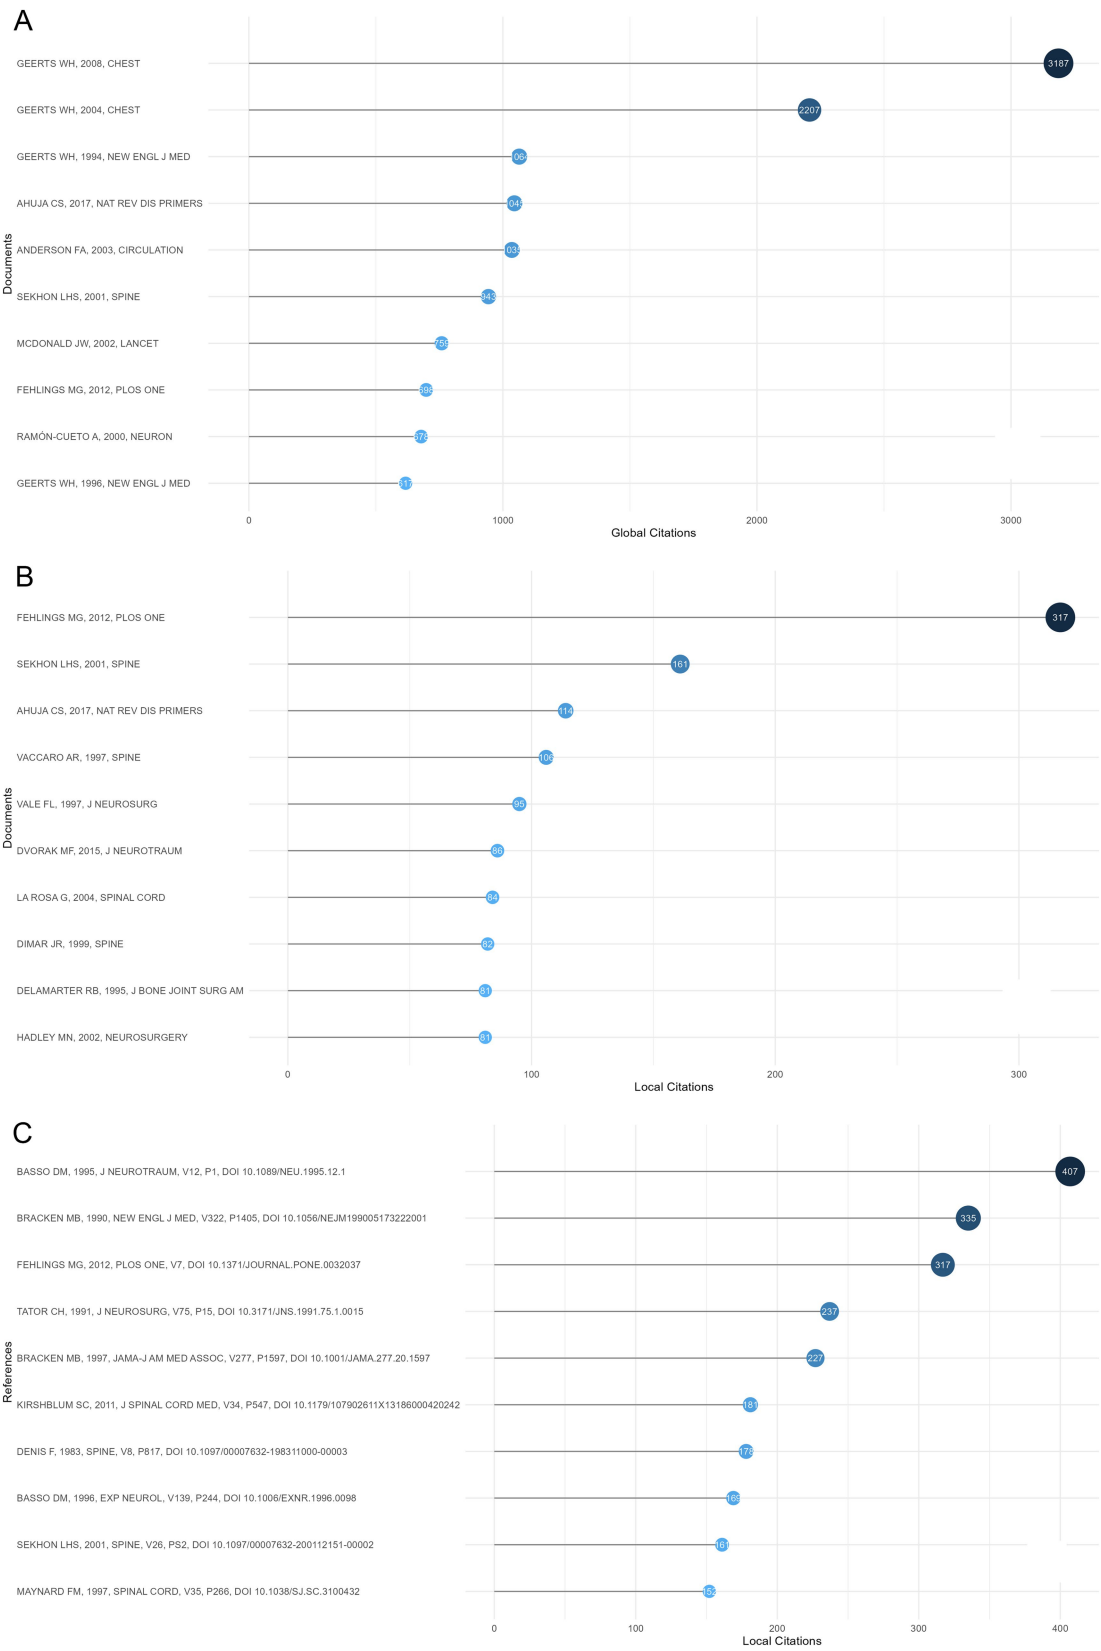 A
GEERTS WH, 2008, CHEST
3187
GEERTS WH, 2004, CHEST
2207
GEERTS WH, 1994, NEW ENGL J MED
AHUJA CS, 2017, NAT REV DIS PRIMERS
ANDERSON FA, 2003, CIRCULATION
SEKHON LHS, 2001, SPINE
943
MCDONALD JW, 2002, LANCET
759
FEHLINGS MG, 2012, PLOS ONE
698
RAMÓN-CUETO A, 2000, NEURON
678
GEERTS WH, 1996, NEW ENGL J MED
617
Documents
0 1000 2000 3000
Global Citations
B
FEHLINGS MG, 2012, PLOS ONE
317
SEKHON LHS, 2001, SPINE
161
AHUJA CS, 2017, NAT REV DIS PRIMERS
114
VACCARO AR, 1997, SPINE
106
VALE FL, 1997, J NEUROSURG
95
DVORAK MF, 2015, J NEUROTRAUM
86
LA ROSA G, 2004, SPINAL CORD
84
DIMAR JR, 1999, SPINE
82
DELAMARTER RB, 1995, J BONE JOINT SURG AM
81
HADLEY MN, 2002, NEUROSURGERY
81
Documents
0 100 200 300
Local Citations
C
BASSO DM, 1995, J NEUROTRAUM, V12, P1, DOI 10.1089/NEU.1995.12.1
407
BRACKEN MB, 1990, NEW ENGL J MED, V322, P1405, DOI 10.1056/NEJM199005173222001
335
FEHLINGS MG, 2012, PLOS ONE, V7, DOI 10.1371/JOURNAL.PONE.0032037
317
TATOR CH, 1991, J NEUROSURG, V75, P15, DOI 10.3171/JNS.1991.75.1.0015
237
BRACKEN MB, 1997, JAMA-J AM MED ASSOC, V277, P1597, DOI 10.1001/JAMA.277.20.1597
227
KIRSHBLUM SC, 2011, J SPINAL CORD MED, V34, P547, DOI 10.1179/107902611X13186000420242
181
DENIS F, 1983, SPINE, V8, P817, DOI 10.1097/00007632-198311000-00003
178
BASSO DM, 1996, EXP NEUROL, V139, P244, DOI 10.1006/EXNR.1996.0098
169
SEKHON LHS, 2001, SPINE, V26, PS2, DOI 10.1097/00007632-200112151-00002
161
MAYNARD FM, 1997, SPINAL CORD, V35, P266, DOI 10.1038/SJ.SC.3100432
152
References
0 100 200 300 400
Local Citations